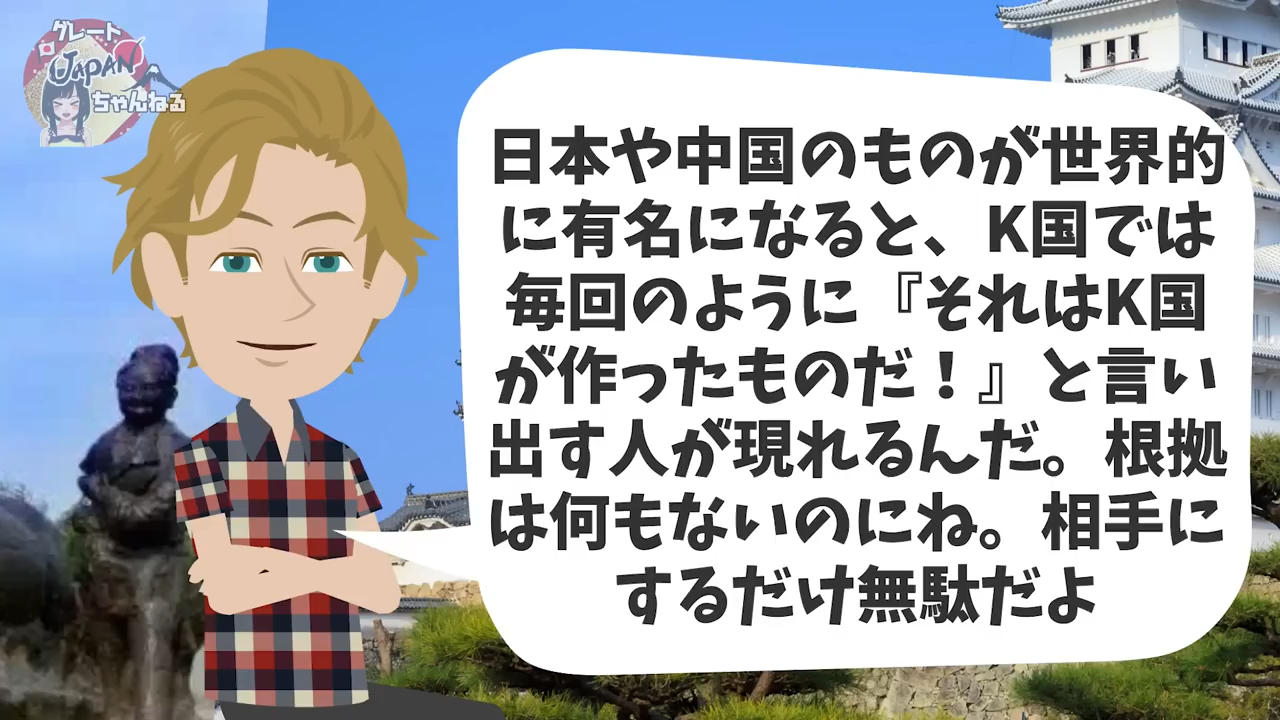 グレート
JAPAN
ちゃんねる
日本や中国のものが世界的
に有名になると、K国では
毎回のように『それはK国
が作ったものだ！』と言い
出す人が現れるんだ。根拠
は何もないのにね。相手に
するだけ無駄だよ